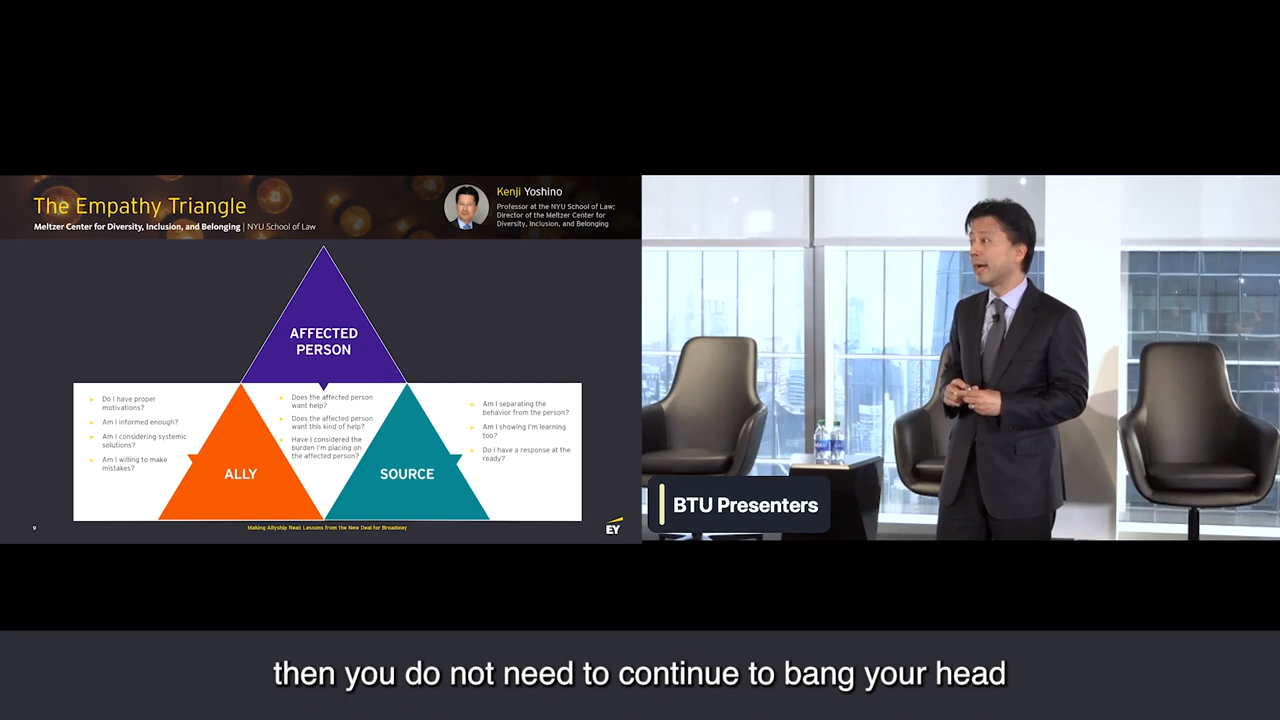 The Empathy Triangle
Meltzer Center for Diversity, Inclusion, and Belonging | NYU School of Law
Kenji Yoshino
Professor at the NYU School of Law;
Director of the Meltzer Center for
Diversity, Inclusion, and Belonging
AFFECTED
PERSON
Do I have proper
motivations?
Am I informed enough?
Am I considering systemic
solutions?
Am I willing to make
mistakes?
ALLY
Does the affected person
want help?
Does the affected person
want this kind of help?
Have I considered the
burden I'm placing on
the affected person?
SOURCE
Am I separating the
behavior from the person?
Am I showing I'm learning
too?
Do I have a response at the
ready?
9
Making Allyship Real: Lessons from the New Deal for Broadway
EY
BTU Presenters
then you do not need to continue to bang your head